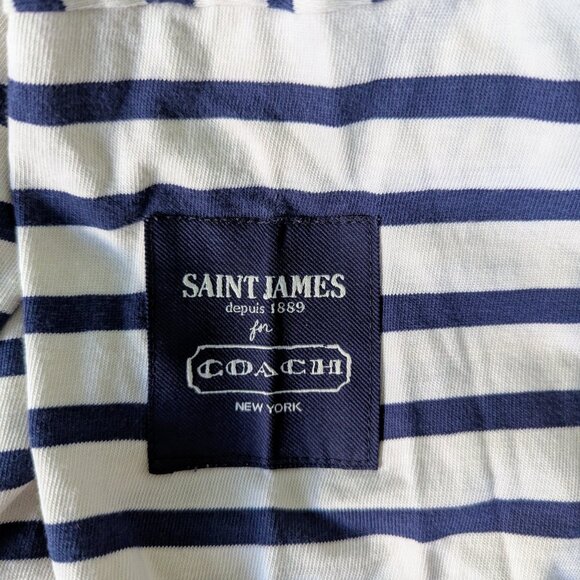 SAINT JAMES
depuis 1889
for
COACH
NEW YORK